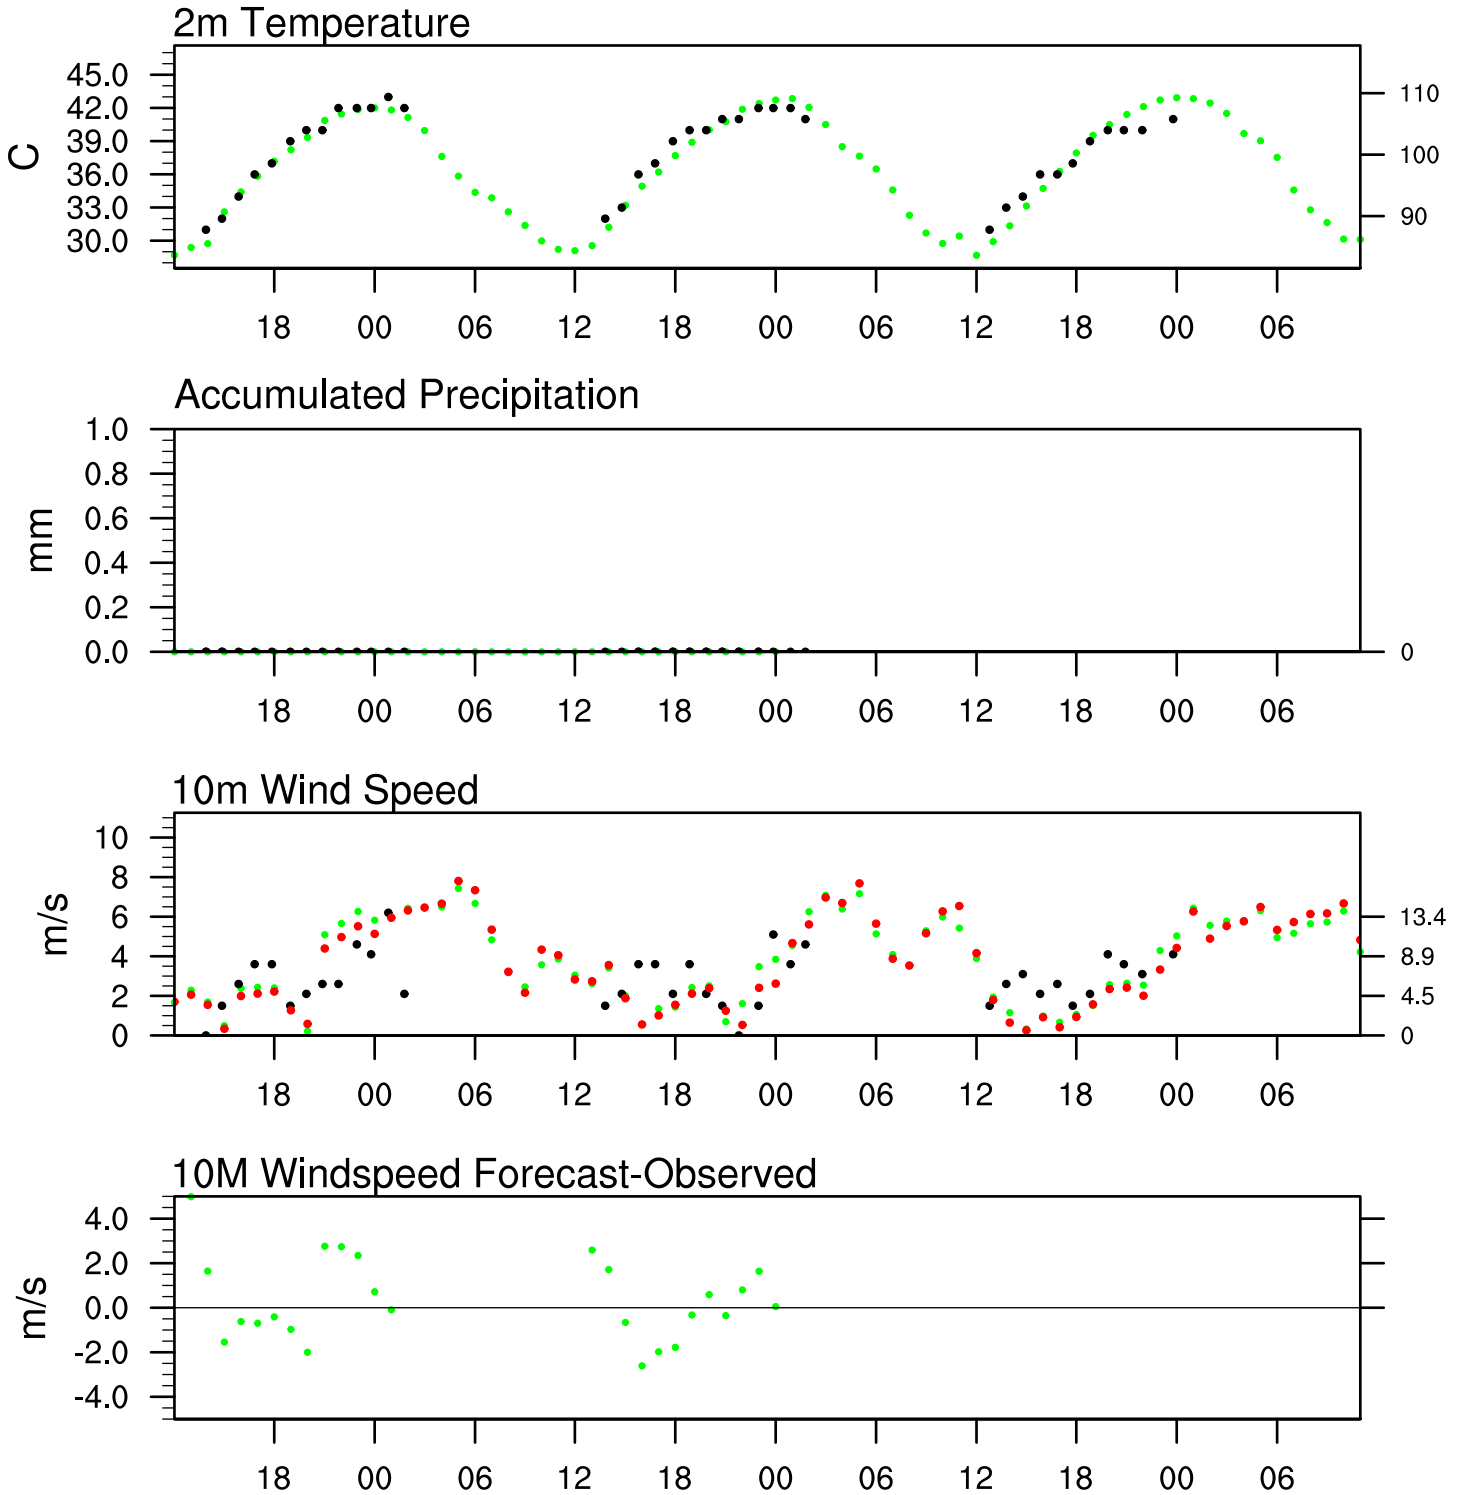 2m Temperature
45.0
42.0
39.0
36.0
33.0
30.0
C
110
100
90
18 00 06 12 18 00 06 12 18 00 06
Accumulated Precipitation
1.0
0.8
0.6
0.4
0.2
0.0
mm
0
18 00 06 12 18 00 06 12 18 00 06
10m Wind Speed
10
8
6
4
2
0
m/s
13.4
8.9
4.5
0
18 00 06 12 18 00 06 12 18 00 06
10M Windspeed Forecast-Observed
4.0
2.0
0.0
-2.0
-4.0
m/s
18 00 06 12 18 00 06 12 18 00 06